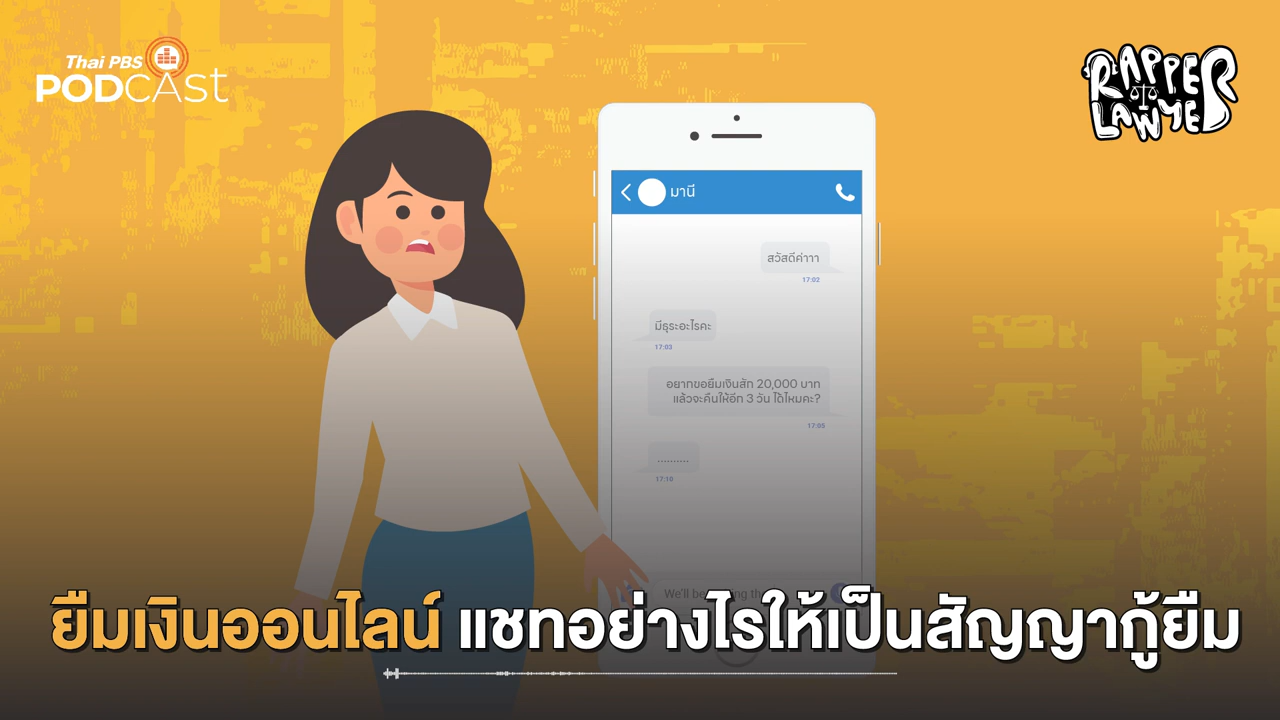 Thai PBS
PODCAST
RAPPER
LAWYER
มานี
สวัสดีค่าาา
17:02
มีธุระอะไรคะ
17:03
อยากขอยืมเงินสัก 20,000 บาท
แล้วจะคืนให้อีก 3 วัน ได้ไหมคะ?
17:05
..........
17:10
We'll be
ยืมเงินออนไลน์ แชทอย่างไรให้เป็นสัญญากู้ยืม